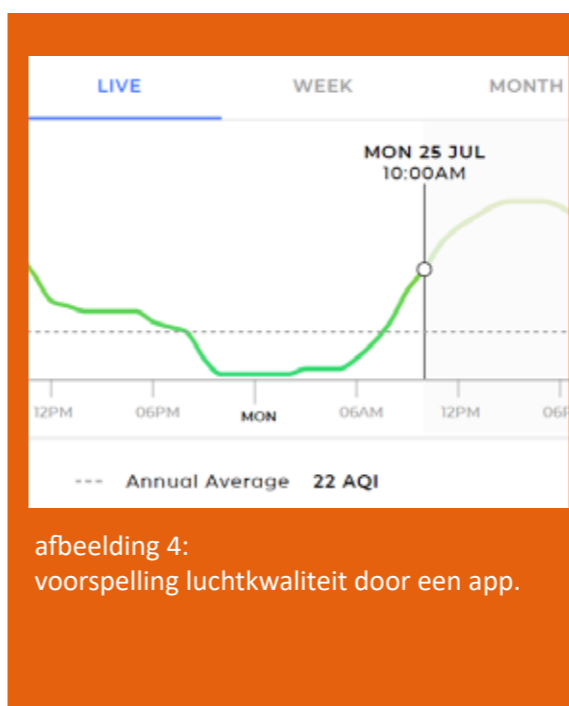 LIVE WEEK MONTH
MON 25 JUL
10:00AM
12PM 06PM MON 06AM 12PM 06P
--- Annual Average 22 AQI
afbeelding 4:
voorspelling luchtkwaliteit door een app.